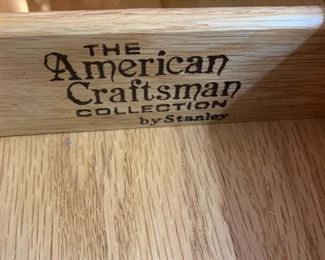 THE
American
Craftsman
COLLECTION
by Stanley